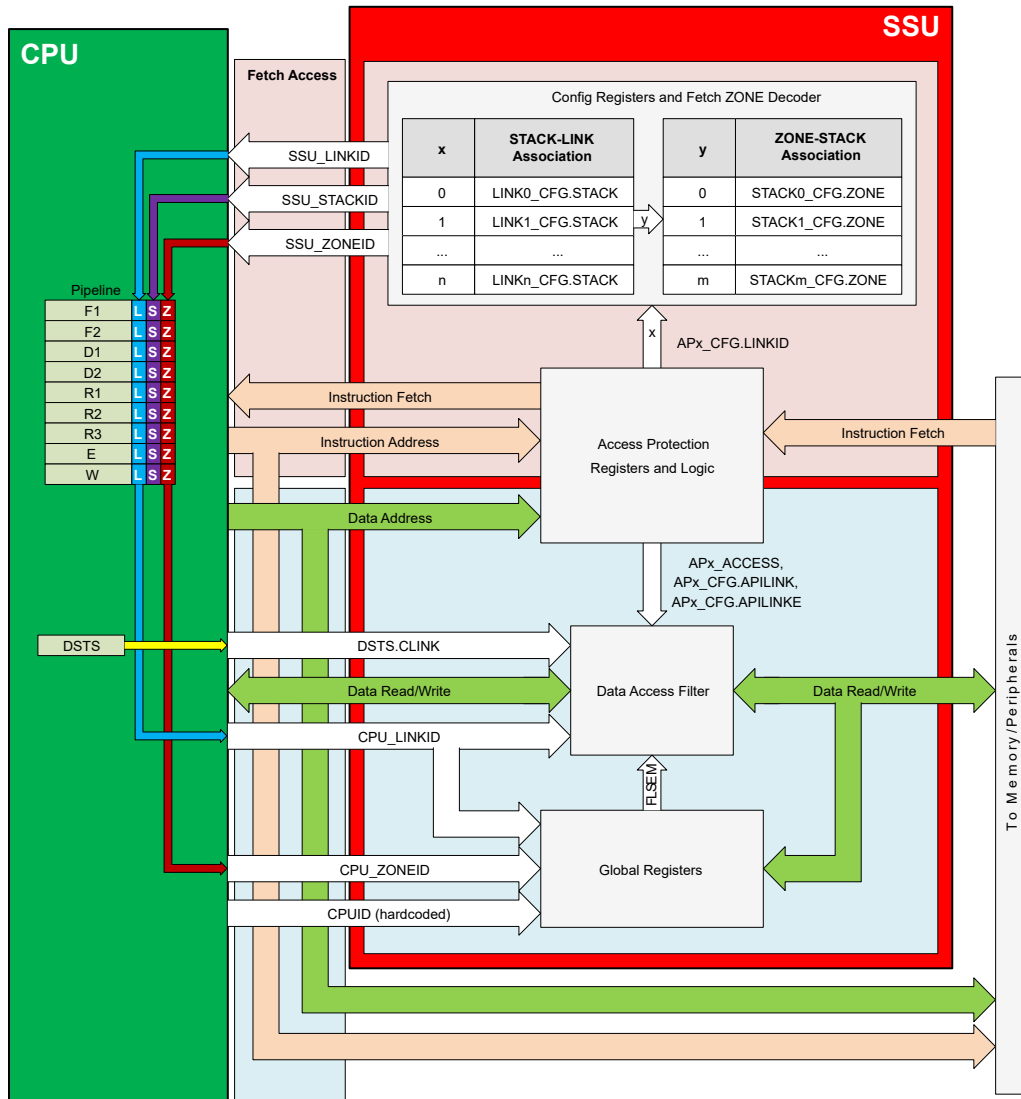 CPU
SSU
Fetch Access
Config Registers and Fetch ZONE Decoder
x
STACK-LINK
Association
y
ZONE-STACK
Association
0
LINK0_CFG.STACK
0
STACK0_CFG.ZONE
1
LINK1_CFG.STACK
y
1
STACK1_CFG.ZONE
...
...
...
...
n
LINKn_CFG.STACK
m
STACKm_CFG.ZONE
SSU_LINKID
SSU_STACKID
SSU_ZONEID
Pipeline
F1 L S Z
F2 L S Z
D1 L S Z
D2 L S Z
R1 L S Z
R2 L S Z
R3 L S Z
E L S Z
W L S Z
x
APx_CFG.LINKID
Instruction Fetch
Instruction Address
Access Protection
Registers and Logic
Instruction Fetch
Data Address
APx_ACCESS,
APx_CFG.APILINK,
APx_CFG.APILINKE
DSTS
DSTS.CLINK
Data Read/Write
Data Access Filter
Data Read/Write
CPU_LINKID
FLSEM
CPU_ZONEID
Global Registers
CPUID (hardcoded)
To Memory/Peripherals